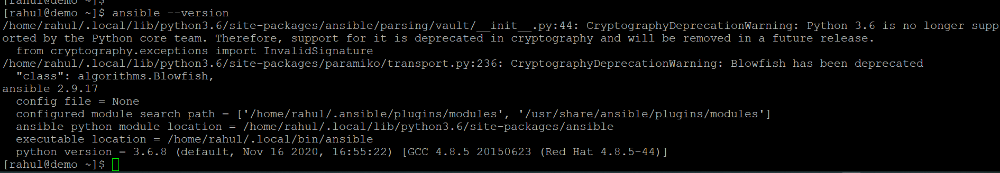 [rahul@demo ~]$
[rahul@demo ~]$ ansible --version
/home/rahul/.local/lib/python3.6/site-packages/ansible/parsing/vault/__init__.py:44: CryptographyDeprecationWarning: Python 3.6 is no longer supp
orted by the Python core team. Therefore, support for it is deprecated in cryptography and will be removed in a future release.
  from cryptography.exceptions import InvalidSignature
/home/rahul/.local/lib/python3.6/site-packages/paramiko/transport.py:236: CryptographyDeprecationWarning: Blowfish has been deprecated
  "class": algorithms.Blowfish,
ansible 2.9.17
  config file = None
  configured module search path = ['/home/rahul/.ansible/plugins/modules', '/usr/share/ansible/plugins/modules']
  ansible python module location = /home/rahul/.local/lib/python3.6/site-packages/ansible
  executable location = /home/rahul/.local/bin/ansible
  python version = 3.6.8 (default, Nov 16 2020, 16:55:22) [GCC 4.8.5 20150623 (Red Hat 4.8.5-44)]
[rahul@demo ~]$